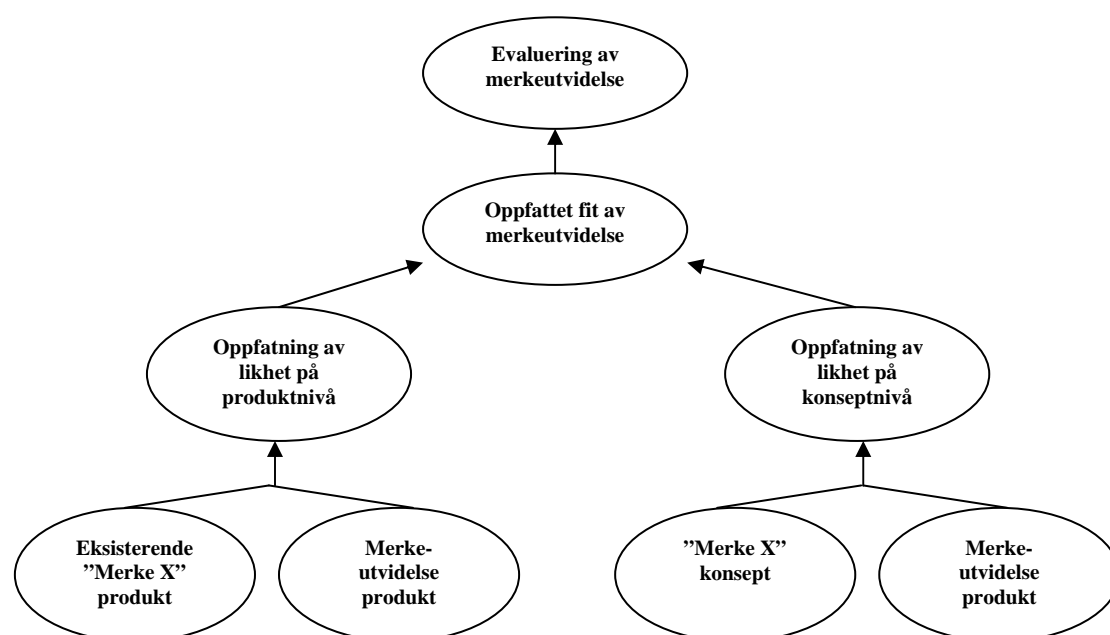 Evaluering av
merkeutvidelse
Oppfattet fit av
merkeutvidelse
Oppfatning av
likhet på
produktnivå
Oppfatning av
likhet på
konseptnivå
Eksisterende
”Merke X”
produkt
Merke-
utvidelse
produkt
”Merke X”
konsept
Merke-
utvidelse
produkt